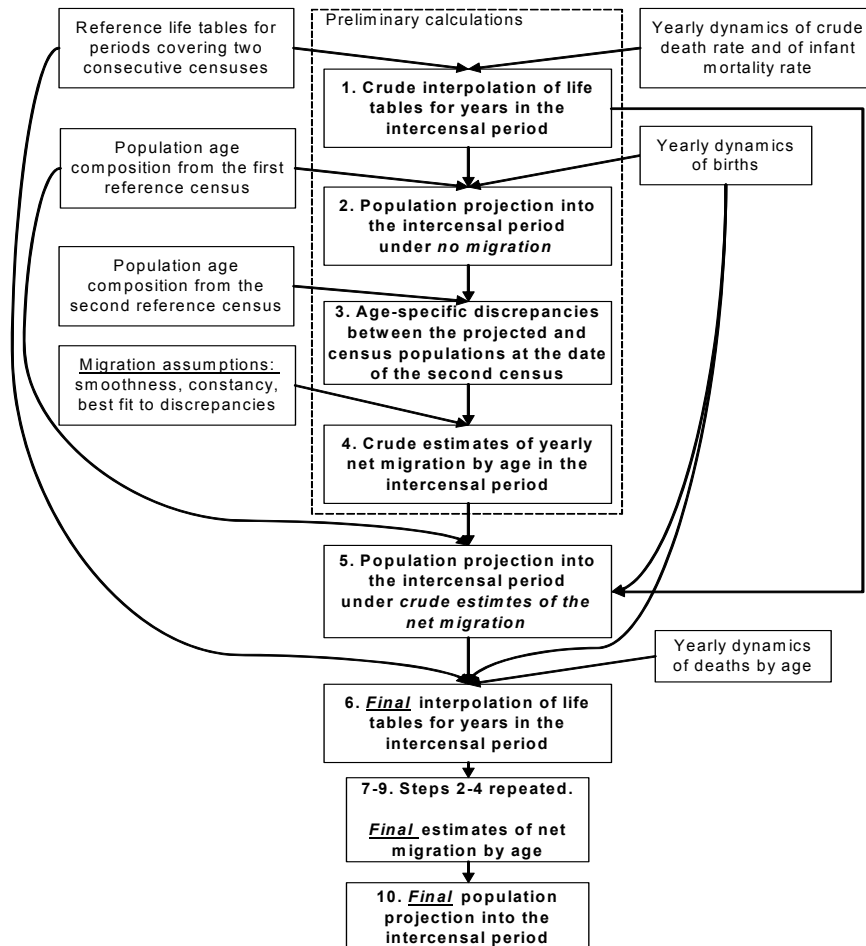 Preliminary calculations
Reference life tables for
periods covering two
consecutive censuses
Yearly dynamics of crude
death rate and of infant
mortality rate
1. Crude interpolation of life
tables for years in the
intercensal period
Population age
composition from the first
reference census
Yearly dynamics
of births
2. Population projection into
the intercensal period
under no migration
Population age
composition from the
second reference census
3. Age-specific discrepancies
between the projected and
census populations at the date
of the second census
Migration assumptions:
smoothness, constancy,
best fit to discrepancies
4. Crude estimates of yearly
net migration by age in the
intercensal period
5. Population projection into
the intercensal period
under crude estimtes of the
net migration
Yearly dynamics
of deaths by age
6. Final interpolation of life
tables for years in the
intercensal period
7-9. Steps 2-4 repeated.
Final estimates of net
migration by age
10. Final population
projection into the
intercensal period